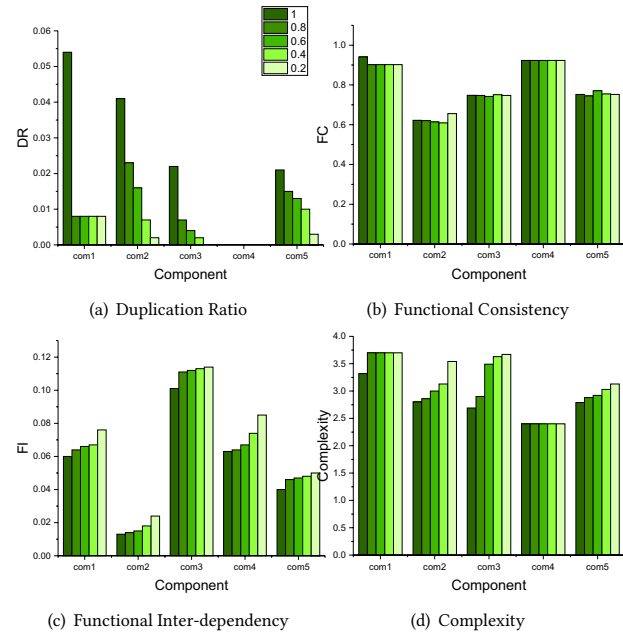 0.06
0.05
0.04
0.03
0.02
0.01
0.00
DR
1
0.8
0.6
0.4
0.2
com1 com2 com3 com4 com5
Component
(a) Duplication Ratio
1.0
0.8
0.6
0.4
0.2
0.0
FC
com1 com2 com3 com4 com5
Component
(b) Functional Consistency
0.12
0.10
0.08
0.06
0.04
0.02
0.00
FI
com1 com2 com3 com4 com5
Component
(c) Functional Inter-dependency
4.0
3.5
3.0
2.5
2.0
1.5
1.0
0.5
0.0
Complexity
com1 com2 com3 com4 com5
Component
(d) Complexity